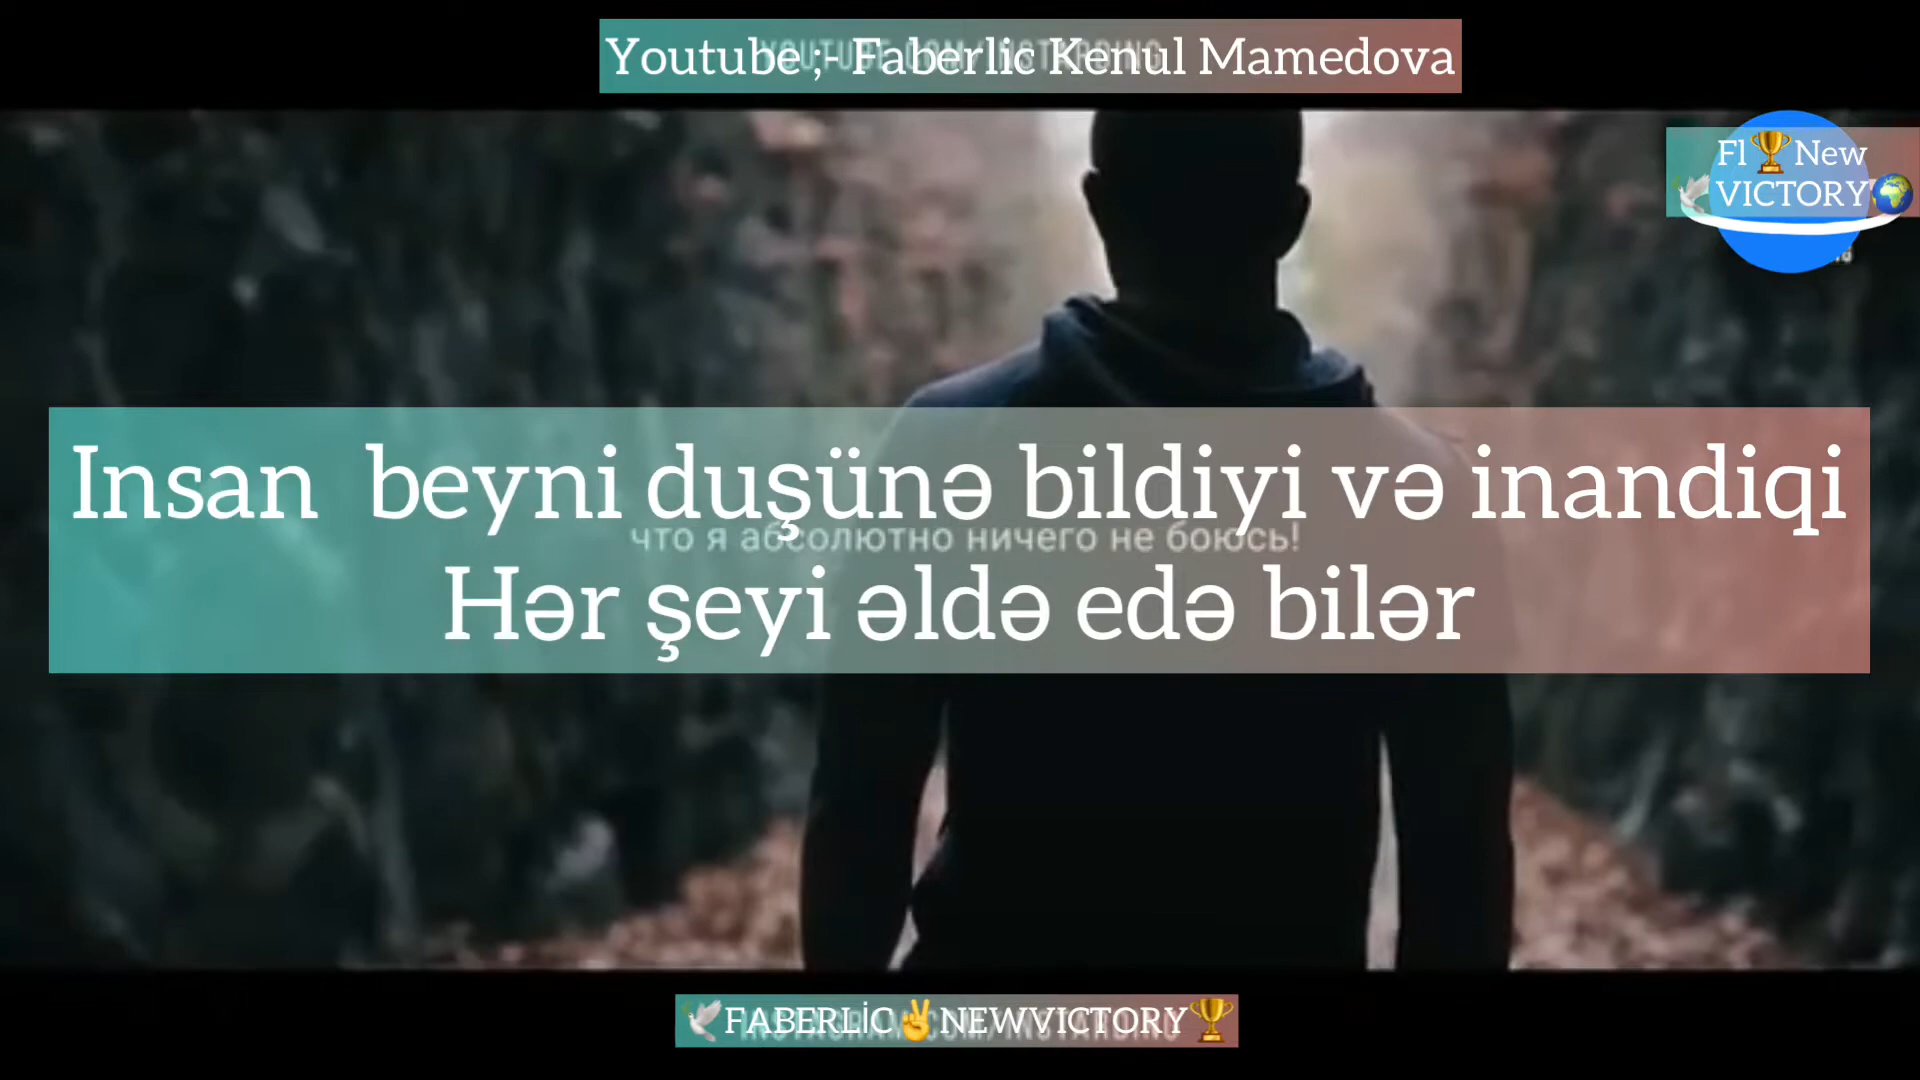 Youtube ;- Faberlic Kenul Mamedova
Fl🏆New
🕊VICTORY🌍
Insan beyni duşünə bildiyi və inandiqi
что я абсолютно ничего не боюсь!
Hər şeyi əldə edə bilər
🕊FABERLİC✌NEWVICTORY🏆